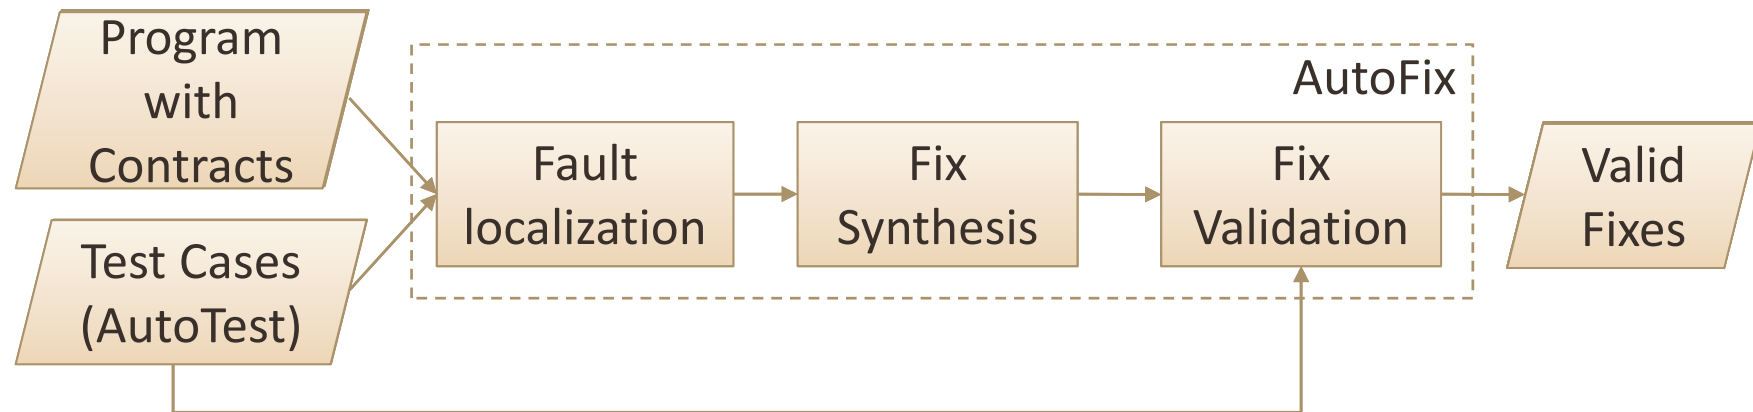 Program
with
Contracts
Test Cases
(AutoTest)
AutoFix
Fault
localization
Fix
Synthesis
Fix
Validation
Valid
Fixes